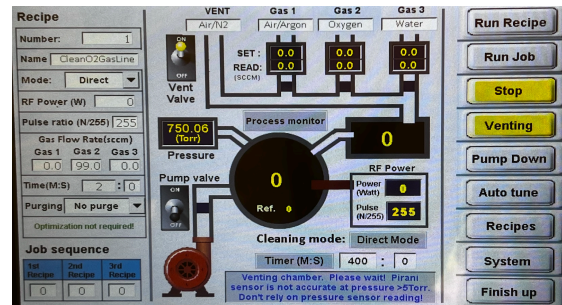 Recipe
Number: 1
Name CleanO2GasLine
Mode: Direct
RF Power (W) 0
Pulse ratio (N/255) 255
Gas Flow Rate(sccm)
Gas 1 Gas 2 Gas 3
0.0 99.0 0.0
Time(M:S) 2 : 0
Purging No purge
Optimization not required!
Job sequence
1st Recipe 2nd Recipe 3rd Recipe
0 0 0
VENT Gas 1 Gas 2 Gas 3
Air/N2 Air/Argon Oxygen Water
ON
OFF
Vent
Valve
SET : 0.0 0.0 0.0
READ: 0.0 0.0 0.0
(SCCM)
750.06
(Torr)
Pressure
Process monitor
0
Pump valve
ON
OFF
0
Ref. 0
RF Power
Power
(Watt) 0
Pulse
(N/255) 255
Cleaning mode: Direct Mode
Timer (M:S) 400 : 0
Venting chamber. Please wait! Pirani
sensor is not accurate at pressure >5Torr.
Don't rely on pressure sensor reading!
Run Recipe
Run Job
Stop
Venting
Pump Down
Auto tune
Recipes
System
Finish up